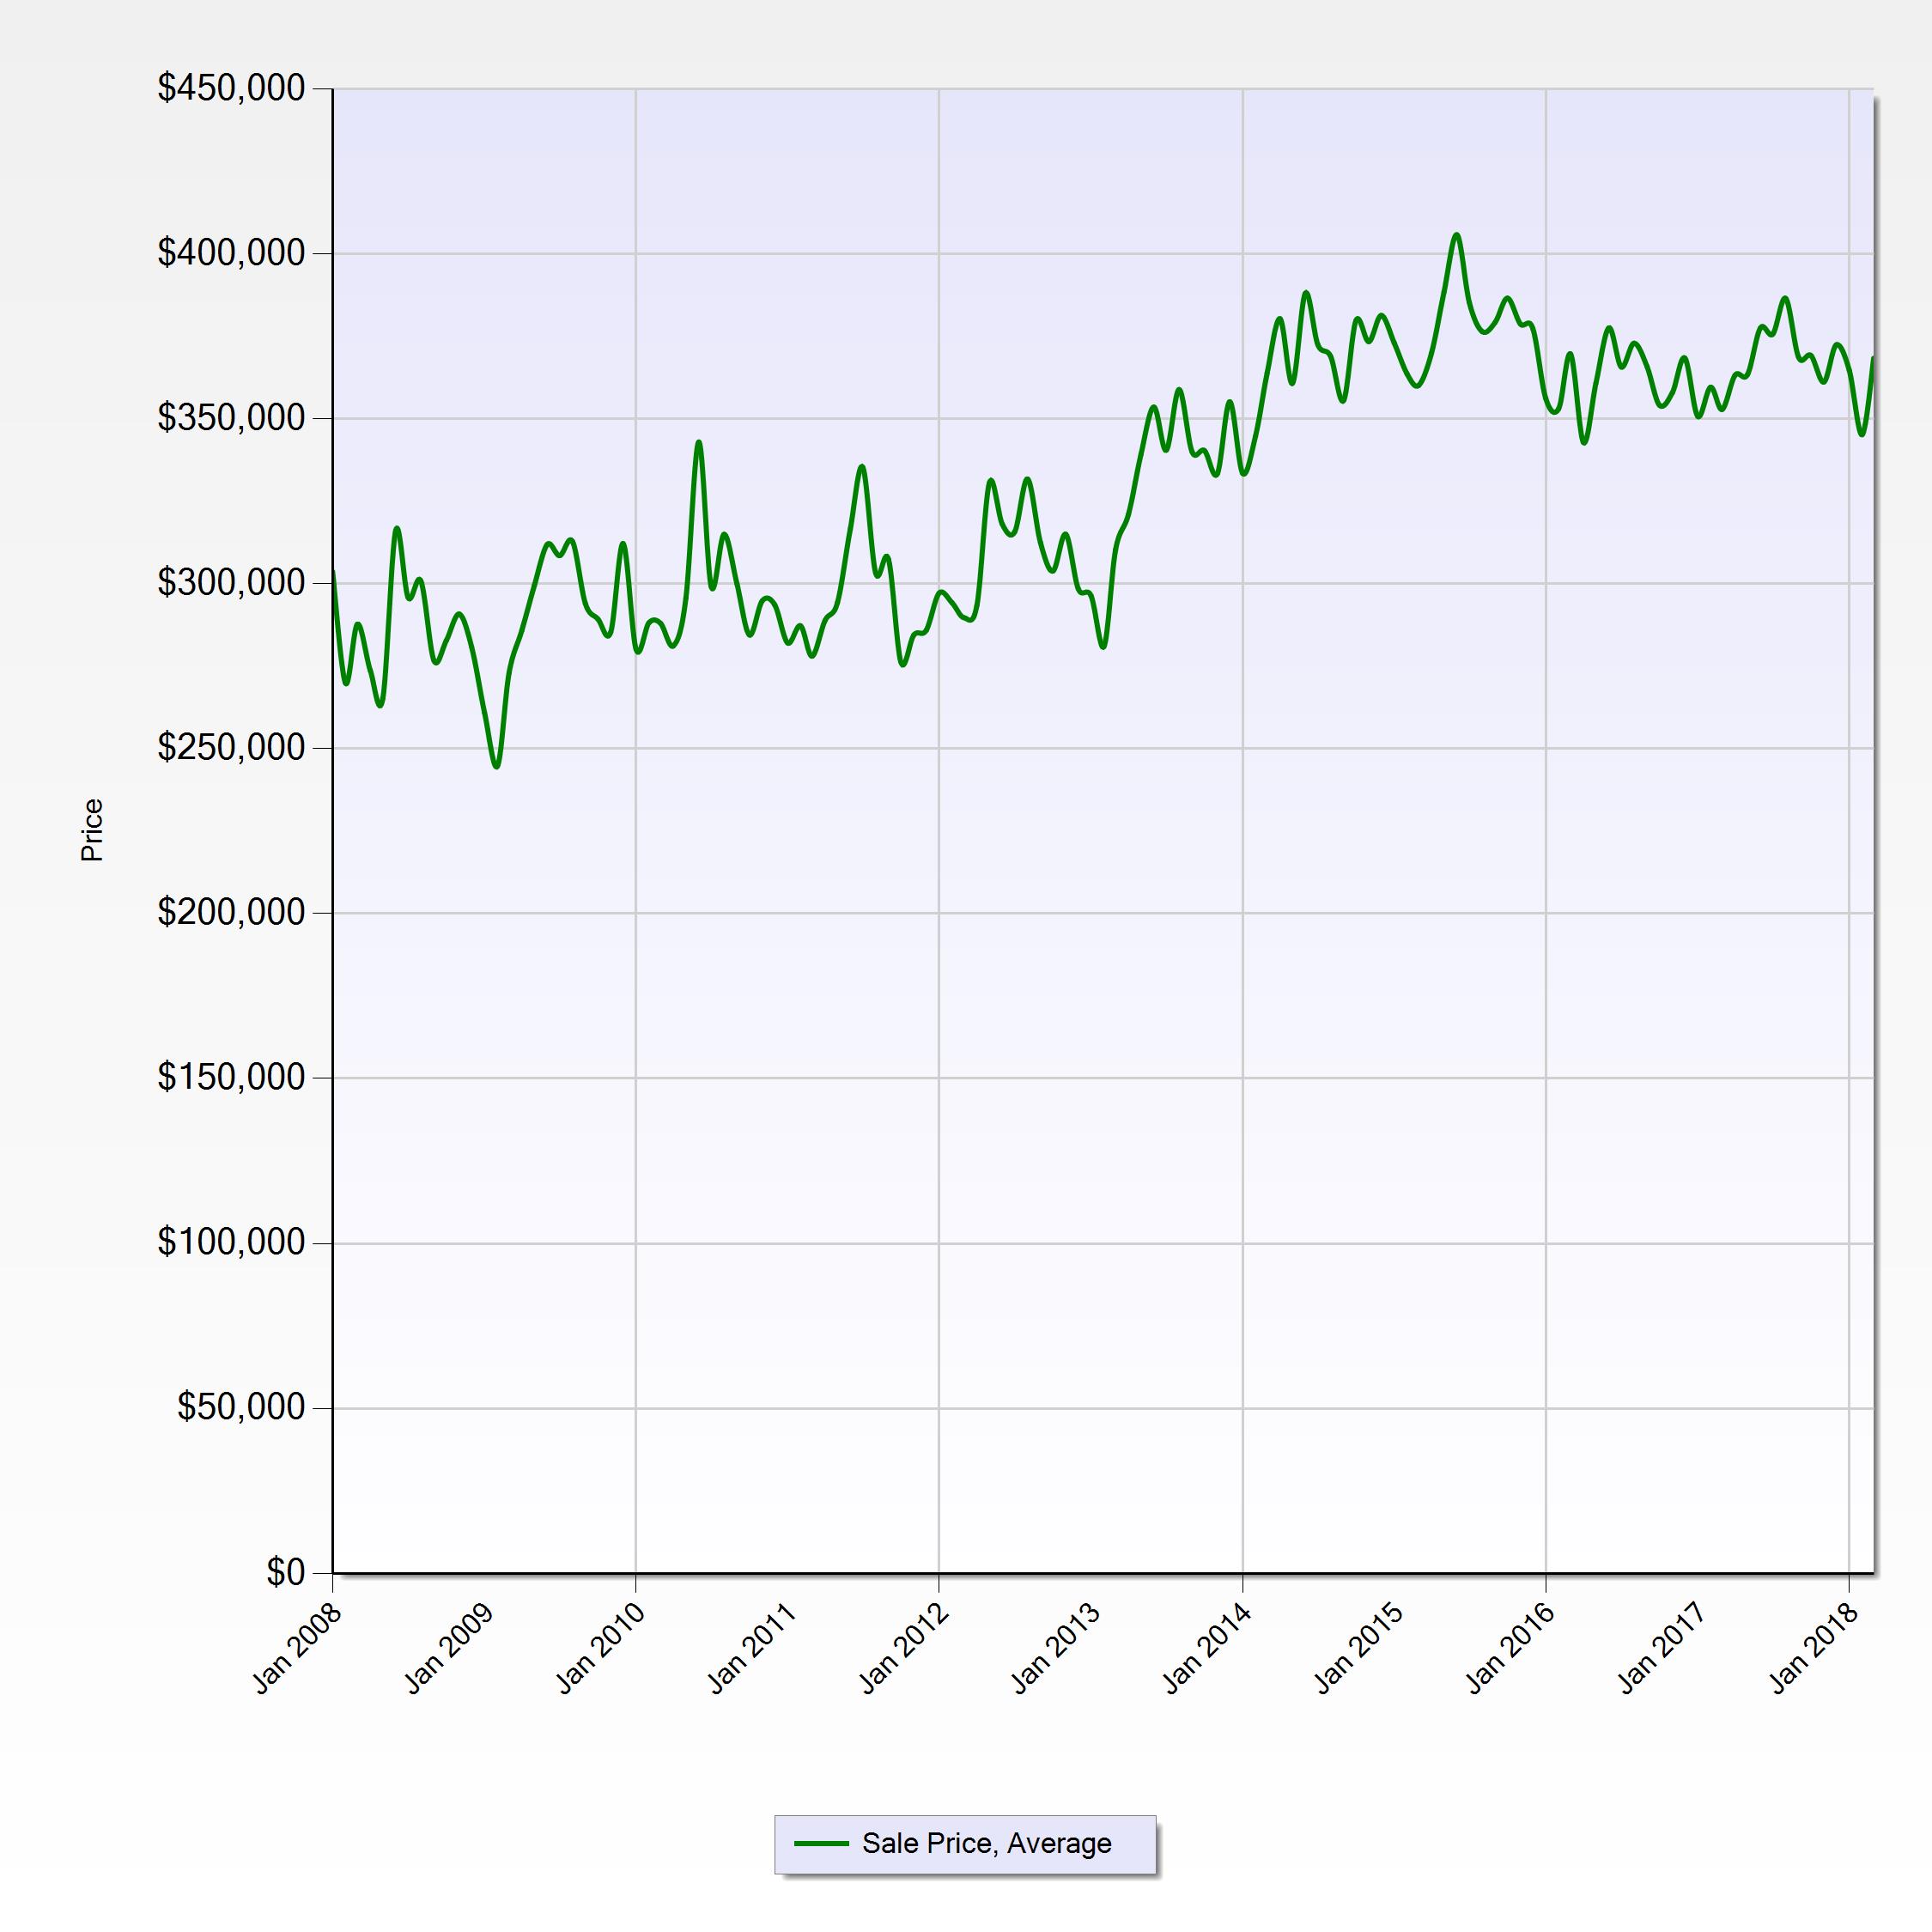 $450,000
$400,000
$350,000
$300,000
$250,000
$200,000
$150,000
$100,000
$50,000
$0
Price
Jan 2008
Jan 2009
Jan 2010
Jan 2011
Jan 2012
Jan 2013
Jan 2014
Jan 2015
Jan 2016
Jan 2017
Jan 2018
Sale Price, Average